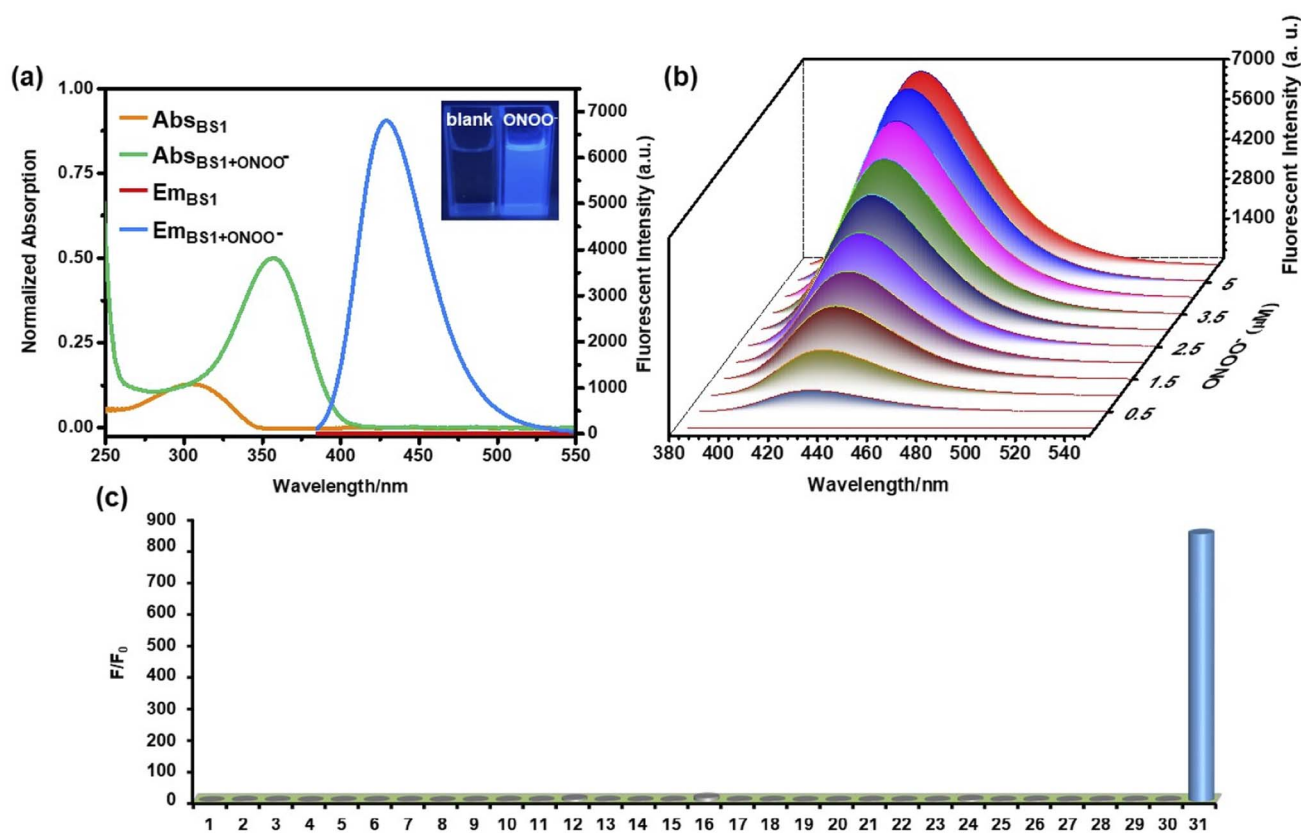 (a)
1.00
0.75
0.50
0.25
0.00
Normalized Absorption
Abs_BS1
Abs_BS1+ONOO⁻
Em_BS1
Em_BS1+ONOO⁻
blank ONOO⁻
7000
6000
5000
4000
3000
2000
1000
0
Fluorescent Intensity (a.u.)
250 300 350 400 450 500 550
Wavelength/nm
(b)
7000
5600
4200
2800
1400
Fluorescent Intensity (a. u.)
5
3.5
2.5
1.5
0.5
ONOO⁻ (μM)
380 400 420 440 460 480 500 520 540
Wavelength/nm
(c)
900
800
700
600
500
400
300
200
100
0
F/F₀
1 2 3 4 5 6 7 8 9 10 11 12 13 14 15 16 17 18 19 20 21 22 23 24 25 26 27 28 29 30 31